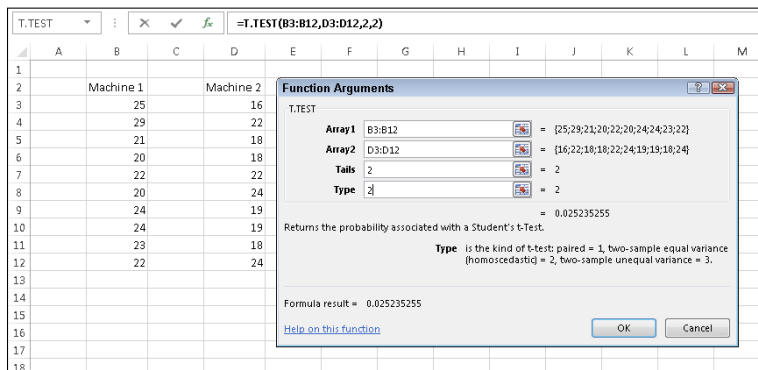 T.TEST =T.TEST(B3:B12,D3:D12,2,2)
A B C D E F G H I J K L M
1
2 Machine 1 Machine 2
3 25 16
4 29 22
5 21 18
6 20 18
7 22 22
8 20 24
9 24 19
10 24 19
11 23 18
12 22 24
13
14
15
16
17
18
Function Arguments
T.TEST
Array1 B3:B12 = {25;29;21;20;22;20;24;24;23;22}
Array2 D3:D12 = {16;22;18;18;22;24;19;19;18;24}
Tails 2 = 2
Type 2 = 2
= 0.025235255
Returns the probability associated with a Student's t-Test.
Type is the kind of t-test: paired = 1, two-sample equal variance
(homoscedastic) = 2, two-sample unequal variance = 3.
Formula result = 0.025235255
Help on this function OK Cancel